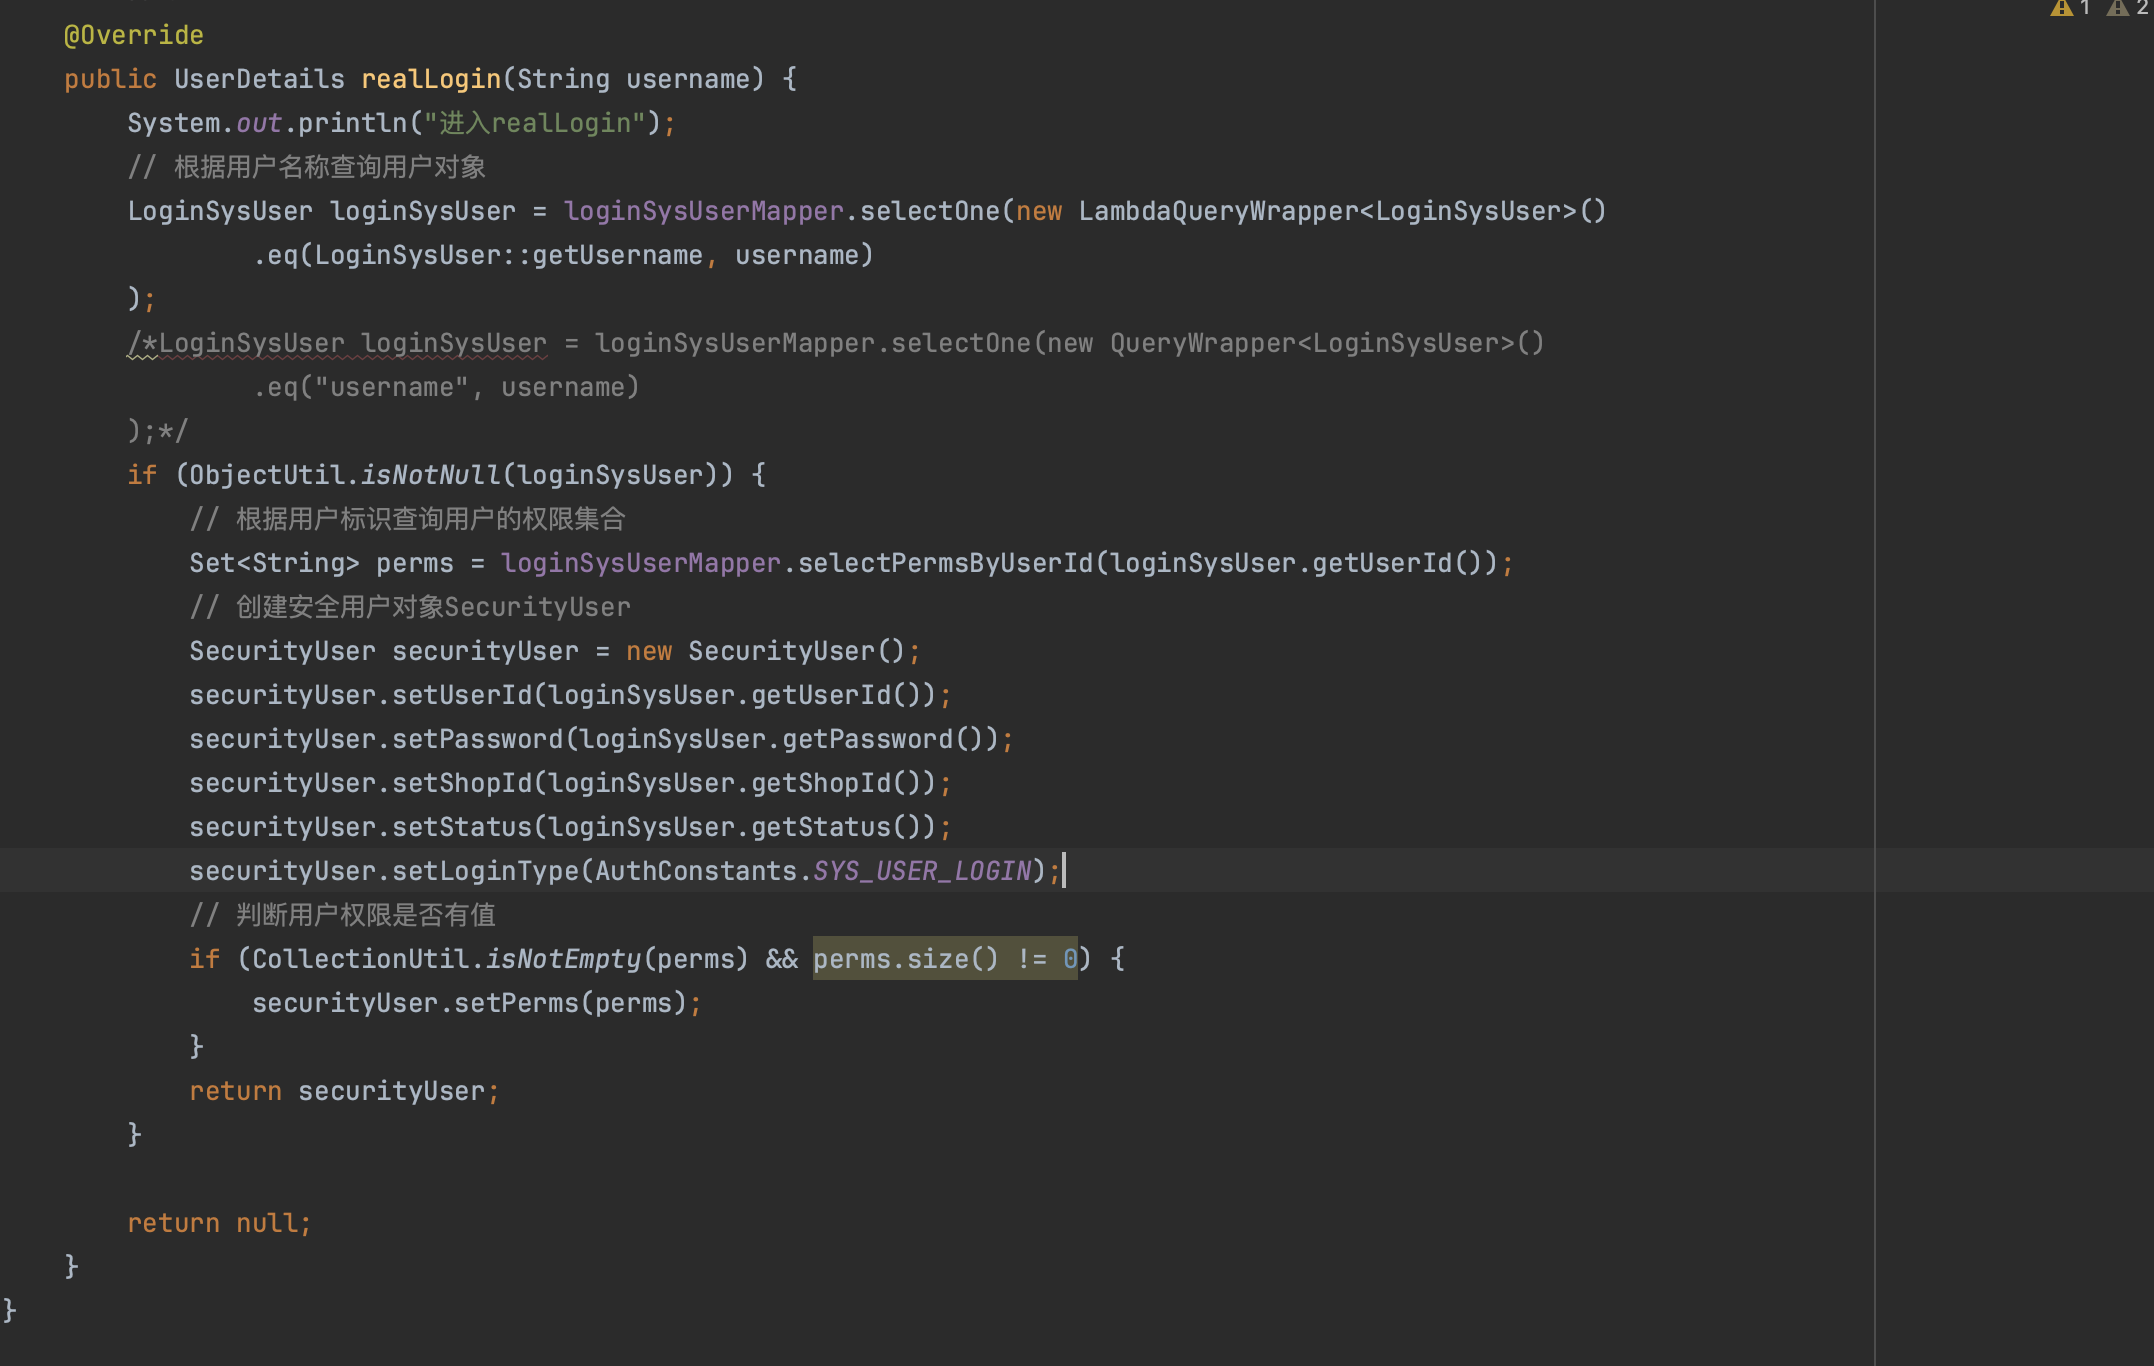 1 2
@Override
public UserDetails realLogin(String username) {
System.out.println("进入realLogin");
// 根据用户名称查询用户对象
LoginSysUser loginSysUser = loginSysUserMapper.selectOne(new LambdaQueryWrapper<LoginSysUser>()
.eq(LoginSysUser::getUsername, username)
);
/*LoginSysUser loginSysUser = loginSysUserMapper.selectOne(new QueryWrapper<LoginSysUser>()
.eq("username", username)
);*/
if (ObjectUtil.isNotNull(loginSysUser)) {
// 根据用户标识查询用户的权限集合
Set<String> perms = loginSysUserMapper.selectPermsByUserId(loginSysUser.getUserId());
// 创建安全用户对象SecurityUser
SecurityUser securityUser = new SecurityUser();
securityUser.setUserId(loginSysUser.getUserId());
securityUser.setPassword(loginSysUser.getPassword());
securityUser.setShopId(loginSysUser.getShopId());
securityUser.setStatus(loginSysUser.getStatus());
securityUser.setLoginType(AuthConstants.SYS_USER_LOGIN);
// 判断用户权限是否有值
if (CollectionUtil.isNotEmpty(perms) && perms.size() != 0) {
securityUser.setPerms(perms);
}
return securityUser;
}
return null;
}
}